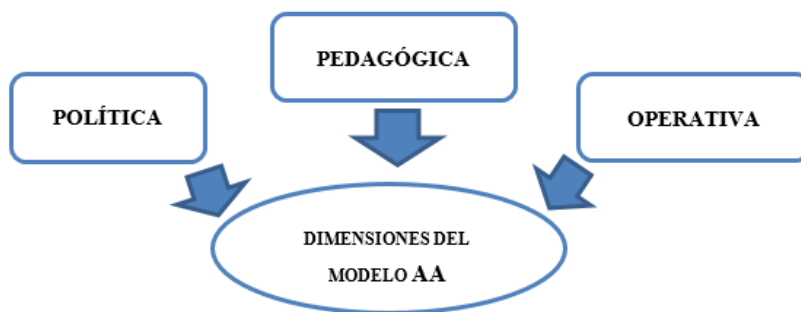 PEDAGÓGICA
POLÍTICA
OPERATIVA
DIMENSIONES DEL
MODELO AA